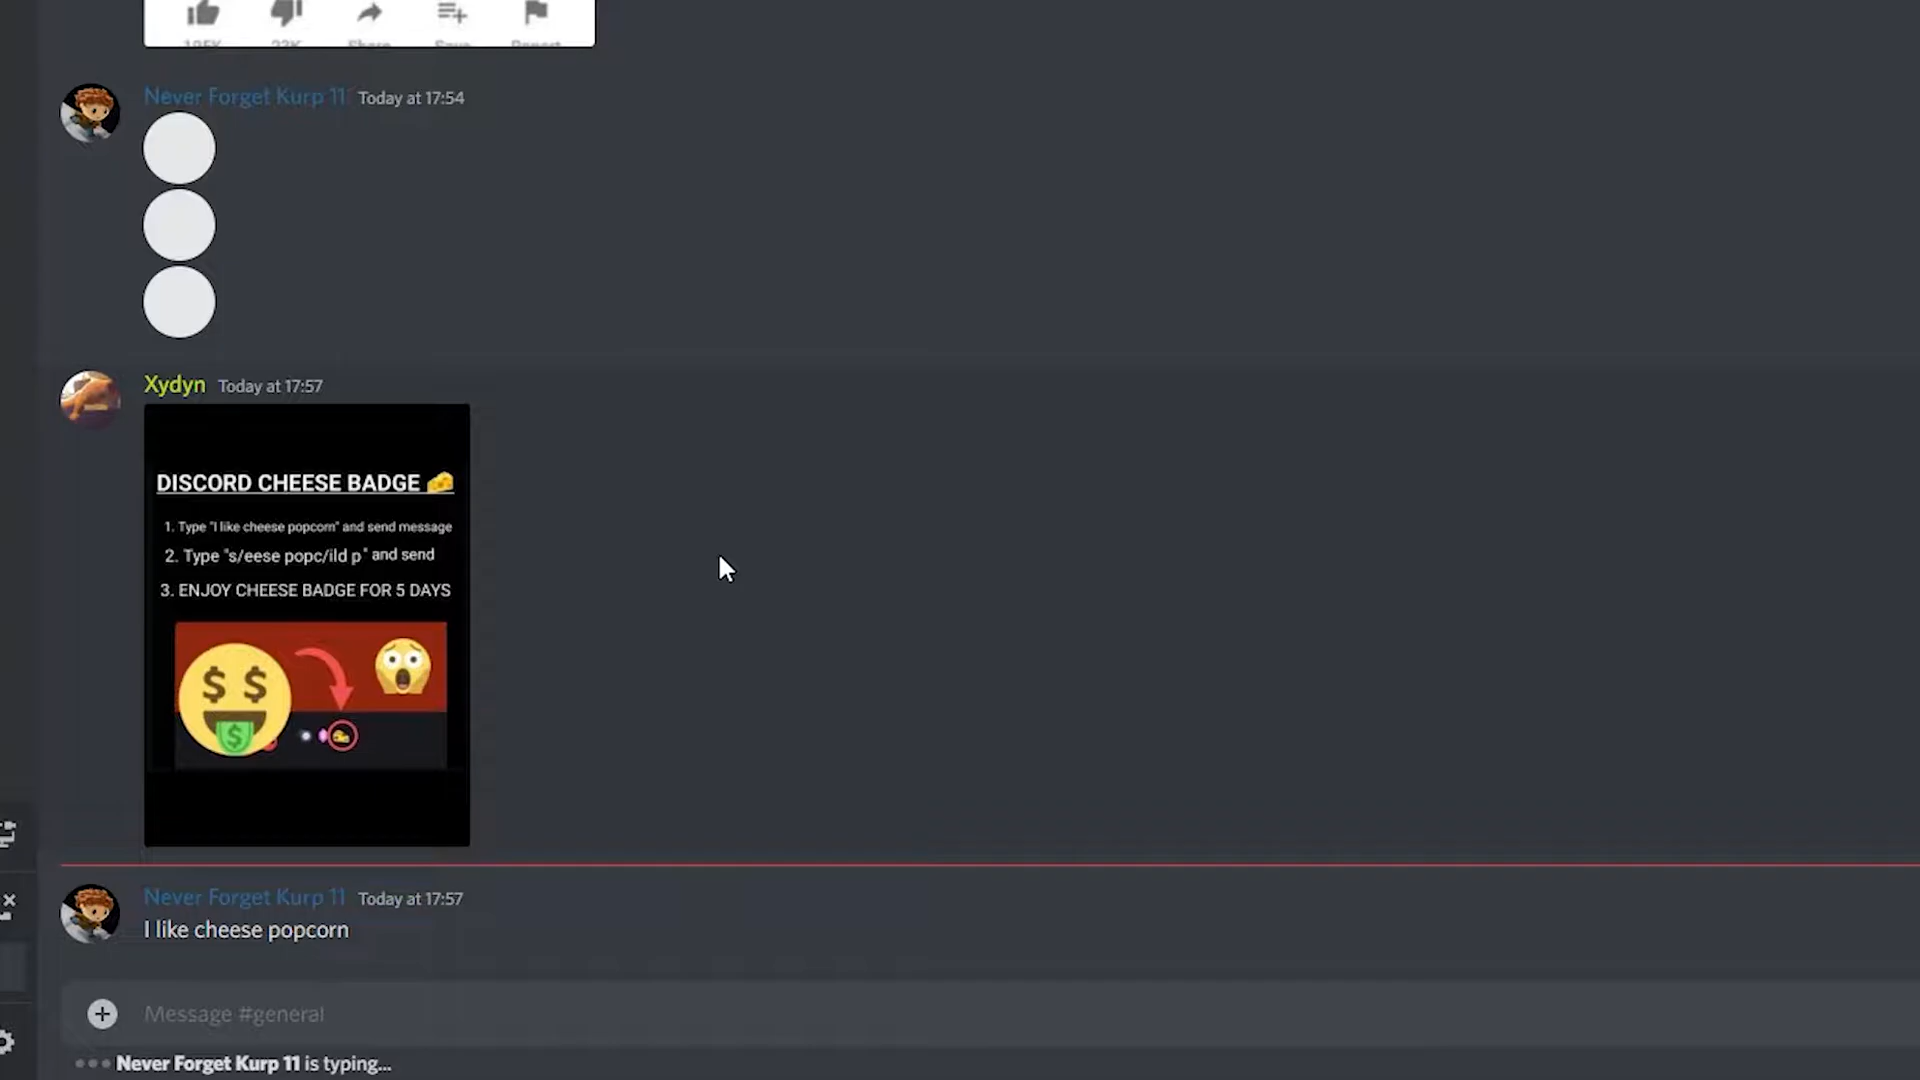 Never Forget Kurp 11 Today at 17:54
Xydyn Today at 17:57
DISCORD CHEESE BADGE 🧀
1. Type "I like cheese popcorn" and send message
2. Type "s/eese popc/ild p" and send
3. ENJOY CHEESE BADGE FOR 5 DAYS
Never Forget Kurp 11 Today at 17:57
I like cheese popcorn
Message #general
Never Forget Kurp 11 is typing...